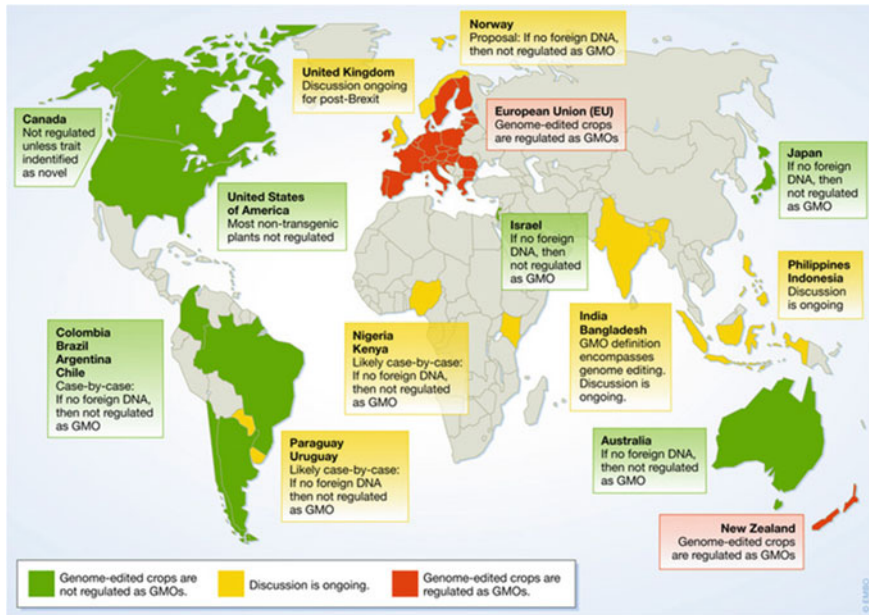 Norway
Proposal: If no foreign DNA,
then not regulated as GMO
United Kingdom
Discussion ongoing
for post-Brexit
European Union (EU)
Genome-edited crops
are regulated as GMOs
Canada
Not regulated
unless trait
indentified
as novel
United States
of America
Most non-transgenic
plants not regulated
Japan
If no foreign
DNA, then
not regulated
as GMO
Israel
If no foreign
DNA, then
not regulated
as GMO
Philippines
Indonesia
Discussion
is ongoing
Colombia
Brazil
Argentina
Chile
Case-by-case:
If no foreign DNA,
then not regulated
as GMO
Nigeria
Kenya
Likely case-by-case:
If no foreign DNA,
then not regulated
as GMO
India
Bangladesh
GMO definition
encompasses
genome editing.
Discussion is
ongoing.
Paraguay
Uruguay
Likely case-by-case:
If no foreign DNA
then not regulated
as GMO
Australia
If no foreign DNA,
then not regulated
as GMO
New Zealand
Genome-edited crops
are regulated as GMOs
Genome-edited crops are
not regulated as GMOs.
Discussion is ongoing.
Genome-edited crops are
regulated as GMOs.
© EMBO